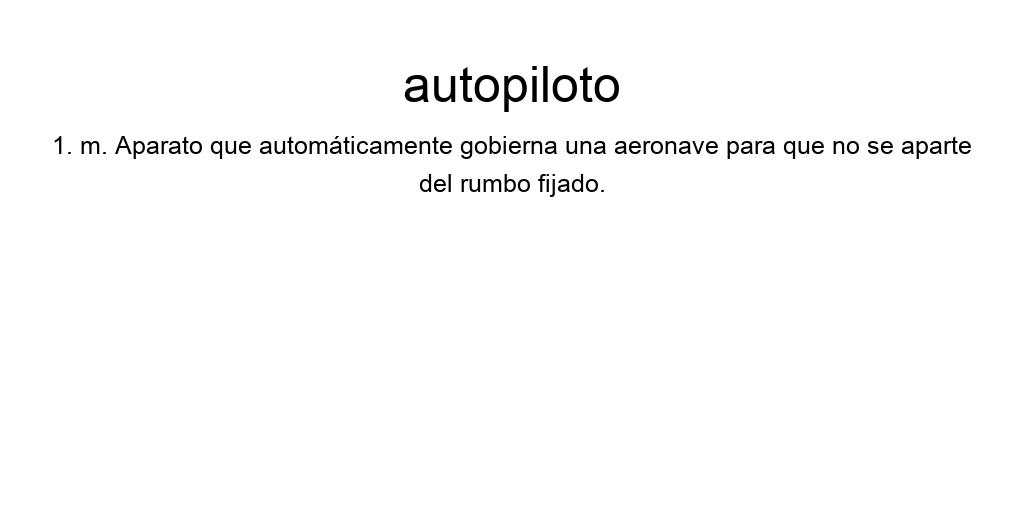 autopiloto
1. m. Aparato que automáticamente gobierna una aeronave para que no se aparte
del rumbo fijado.